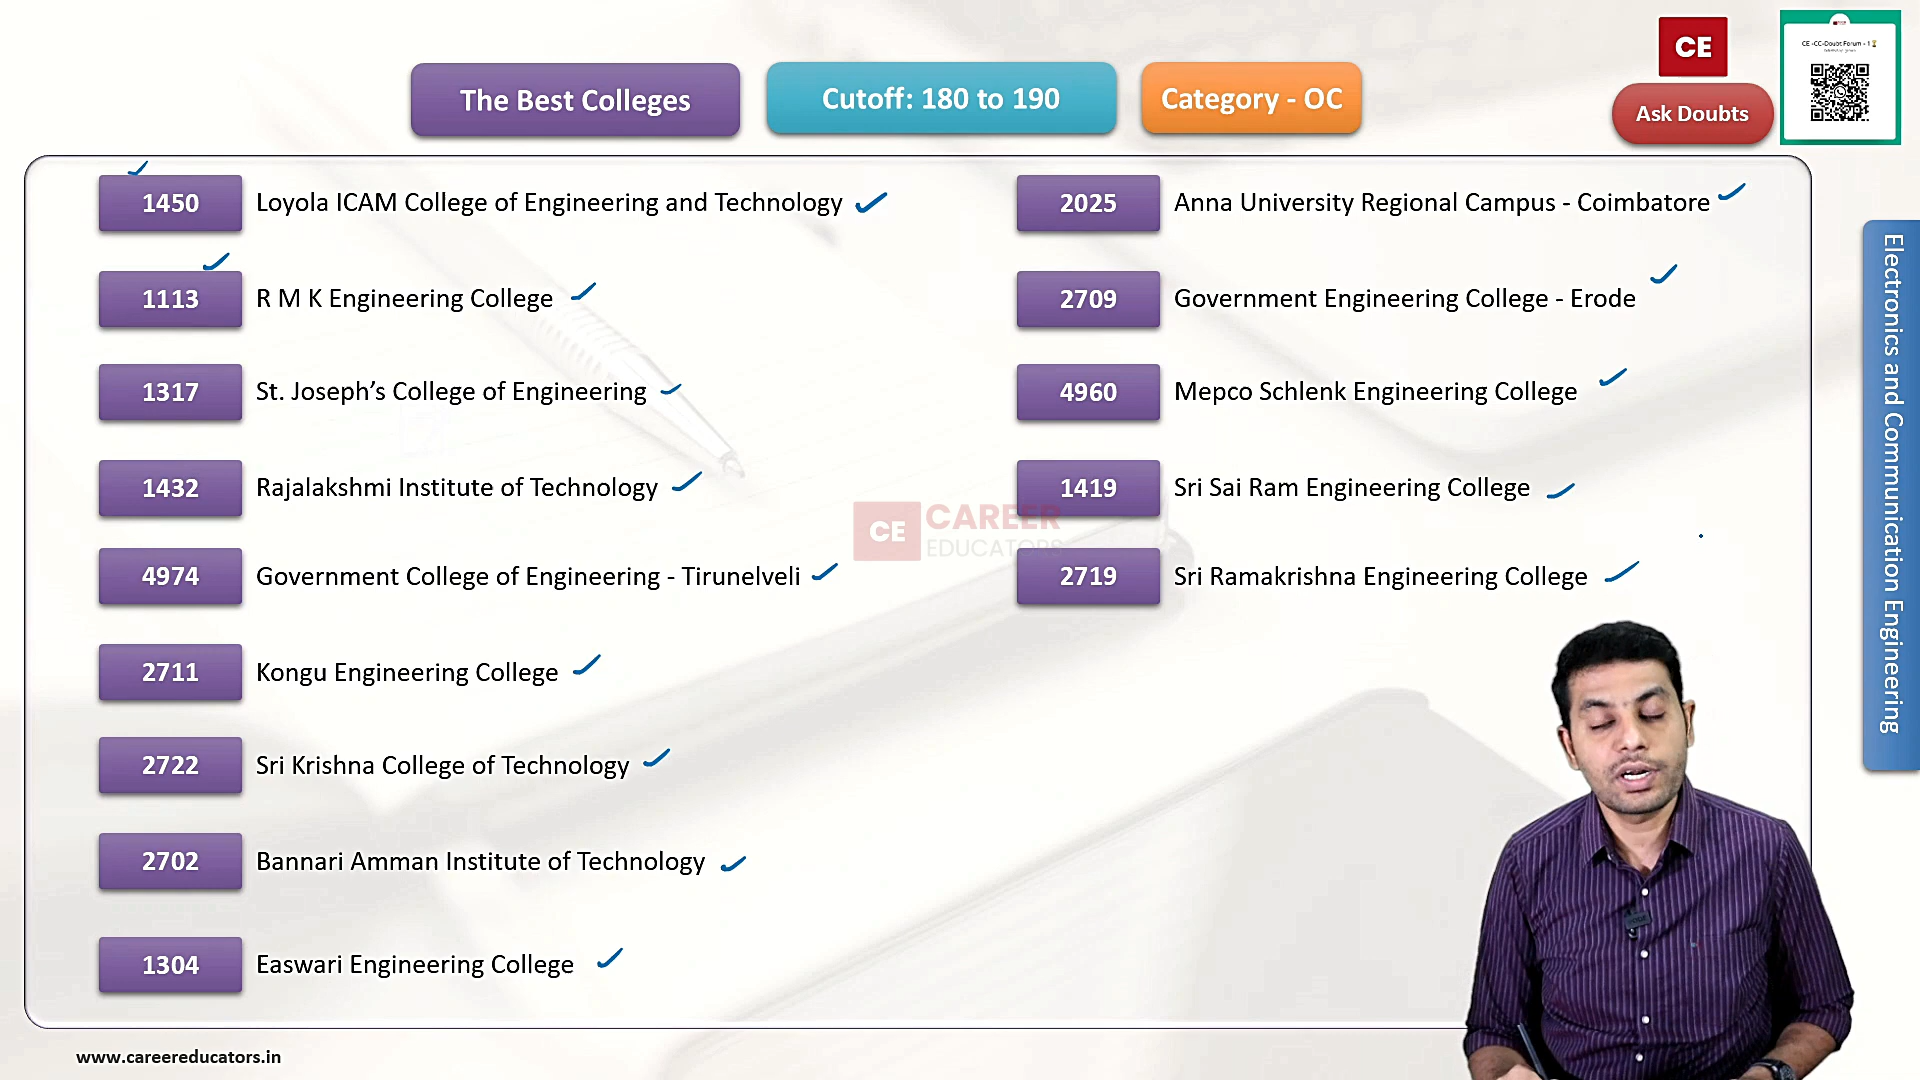 The Best Colleges
Cutoff: 180 to 190
Category - OC
CE
Ask Doubts
CE -CC-Doubt Forum - 1
1450 Loyola ICAM College of Engineering and Technology
1113 R M K Engineering College
1317 St. Joseph’s College of Engineering
1432 Rajalakshmi Institute of Technology
4974 Government College of Engineering - Tirunelveli
2711 Kongu Engineering College
2722 Sri Krishna College of Technology
2702 Bannari Amman Institute of Technology
1304 Easwari Engineering College
2025 Anna University Regional Campus - Coimbatore
2709 Government Engineering College - Erode
4960 Mepco Schlenk Engineering College
1419 Sri Sai Ram Engineering College
2719 Sri Ramakrishna Engineering College
CE CAREER
EDUCATORS
Electronics and Communication Engineering
www.careereducators.in